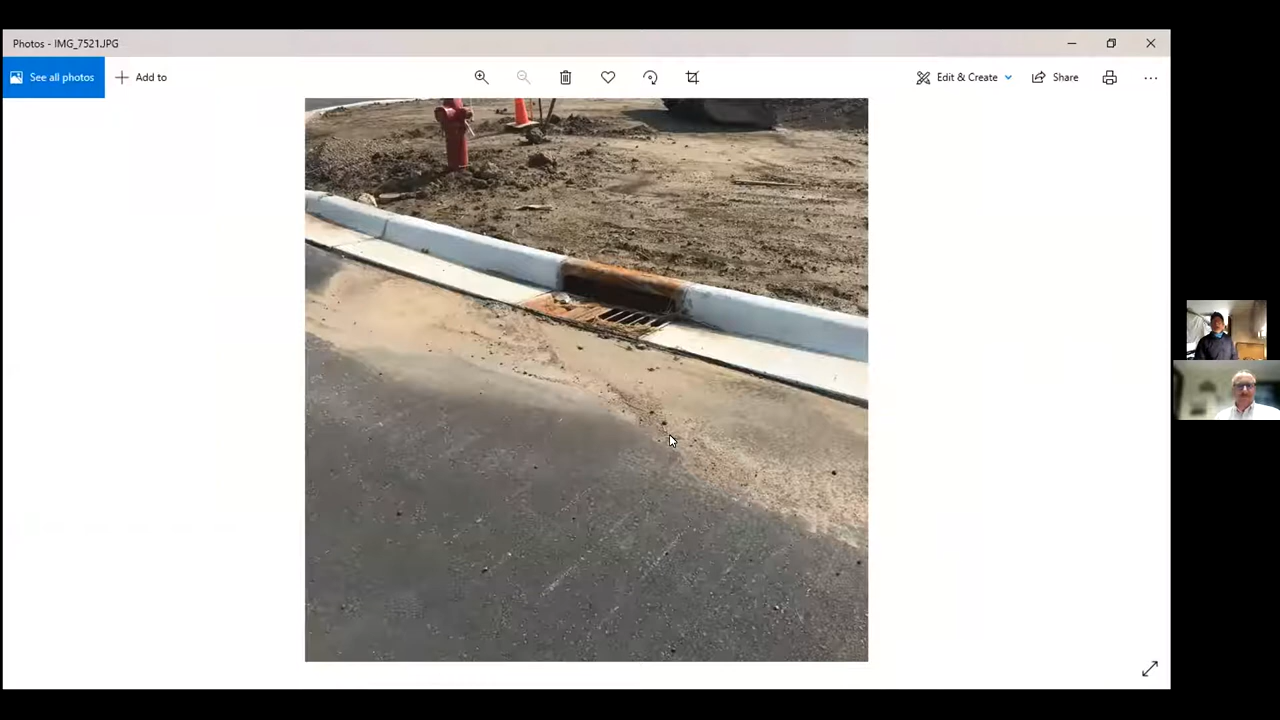 Photos - IMG_7521.JPG
See all photos
Add to
Edit & Create
Share